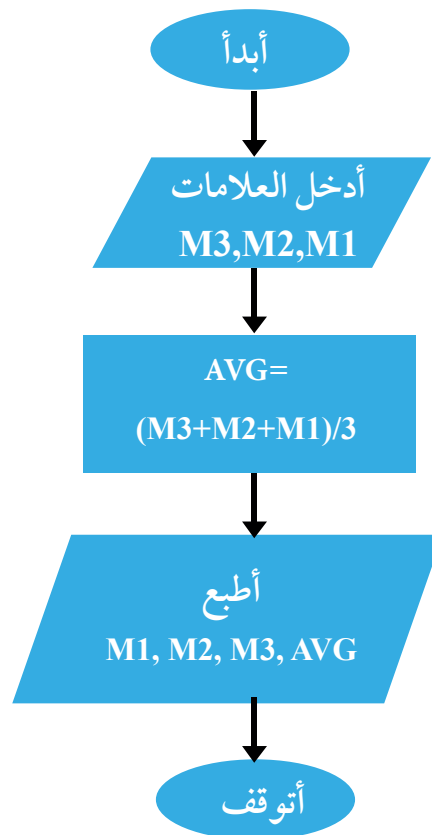 أبدأ
أدخل العلامات
M3,M2,M1
AVG=
(M3+M2+M1)/3
أطبع
M1, M2, M3, AVG
أتوقف